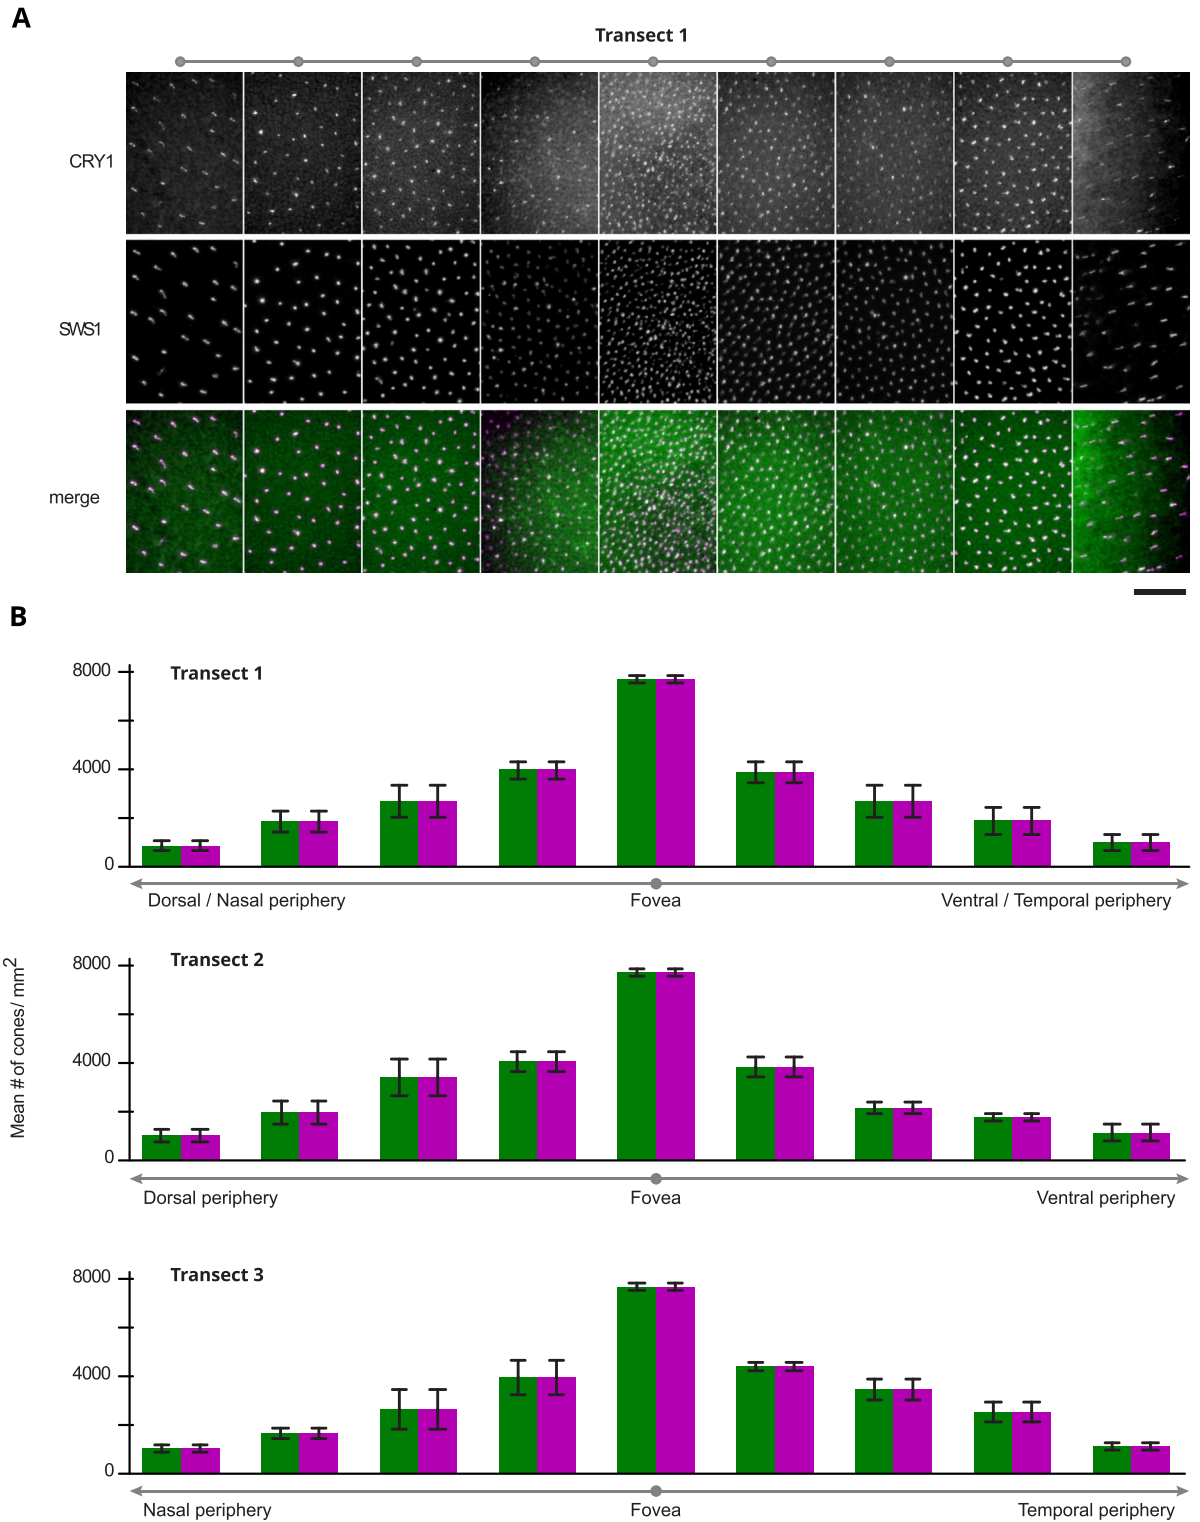 A
Transect 1
CRY1
SWS1
merge
B
Mean # of cones/ mm2
8000
Transect 1
4000
0
Dorsal / Nasal periphery
Fovea
Ventral / Temporal periphery
8000
Transect 2
4000
0
Dorsal periphery
Fovea
Ventral periphery
8000
Transect 3
4000
0
Nasal periphery
Fovea
Temporal periphery